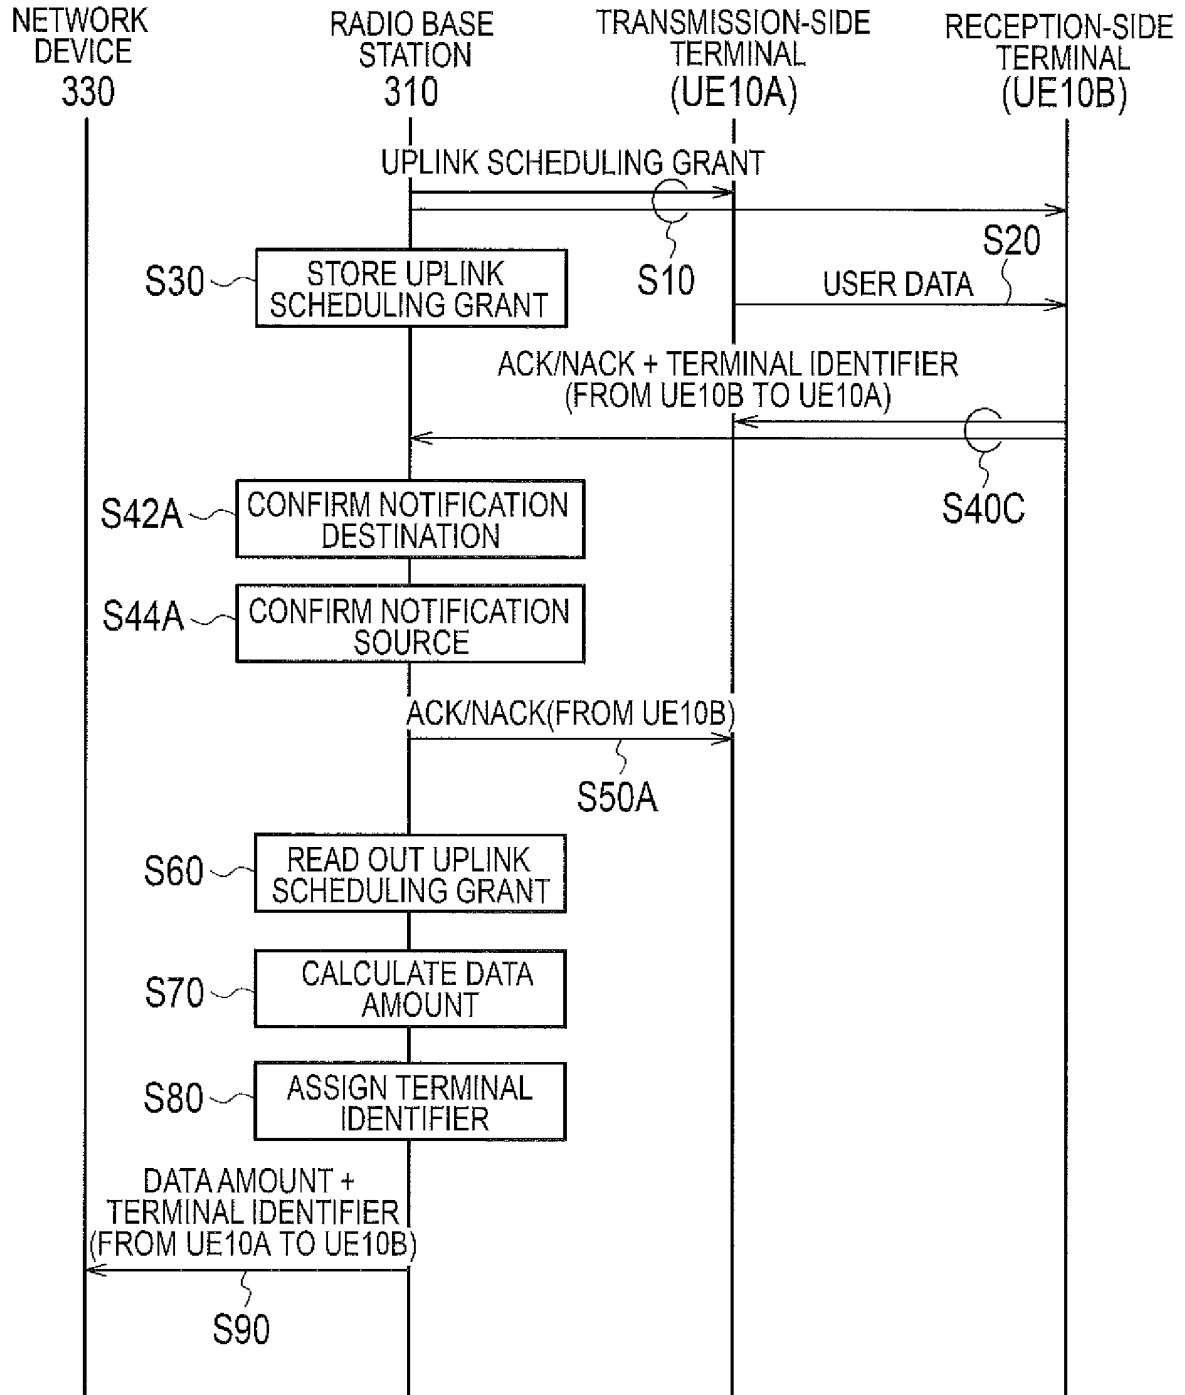 NETWORK
DEVICE
330
RADIO BASE
STATION
310
TRANSMISSION-SIDE
TERMINAL
(UE10A)
RECEPTION-SIDE
TERMINAL
(UE10B)
UPLINK SCHEDULING GRANT
S10
S30
STORE UPLINK
SCHEDULING GRANT
S20
USER DATA
ACK/NACK + TERMINAL IDENTIFIER
(FROM UE10B TO UE10A)
S40C
S42A
CONFIRM NOTIFICATION
DESTINATION
S44A
CONFIRM NOTIFICATION
SOURCE
ACK/NACK(FROM UE10B)
S50A
S60
READ OUT UPLINK
SCHEDULING GRANT
S70
CALCULATE DATA
AMOUNT
S80
ASSIGN TERMINAL
IDENTIFIER
DATA AMOUNT +
TERMINAL IDENTIFIER
(FROM UE10A TO UE10B)
S90